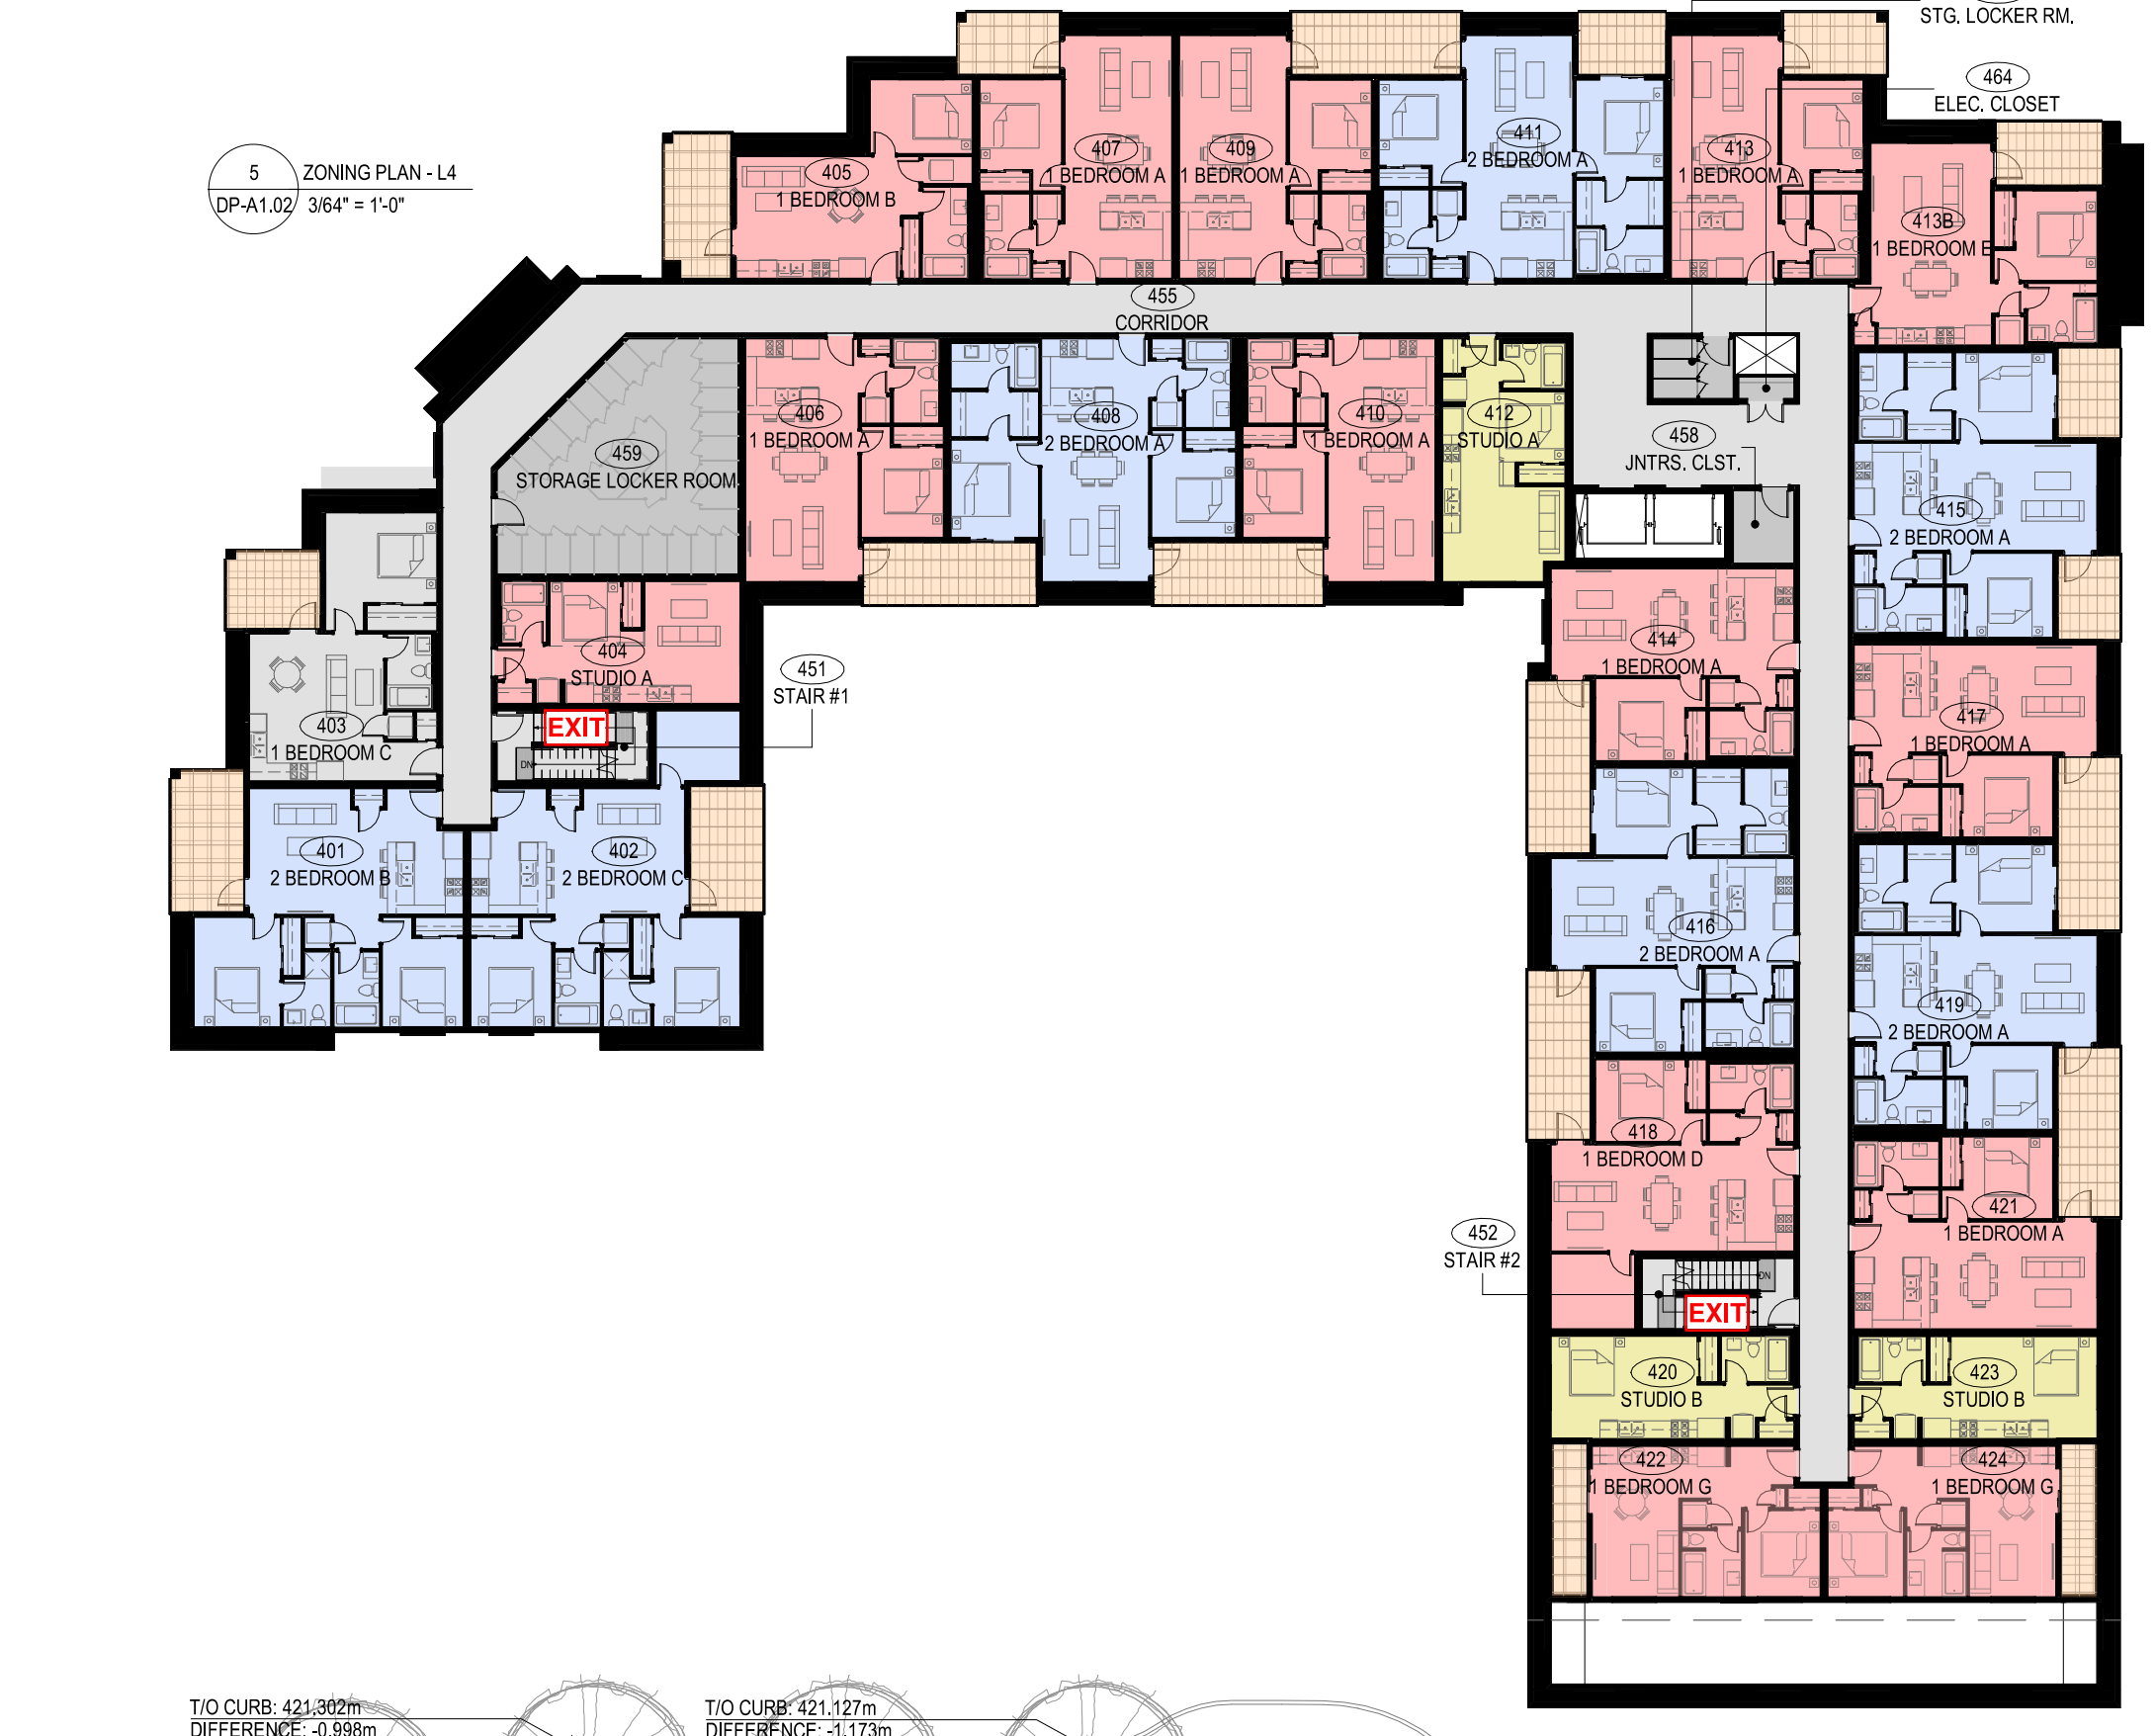 STG. LOCKER RM.
464
ELEC. CLOSET
5
ZONING PLAN - L4
DP-A1.02
3/64" = 1'-0"
407
1 BEDROOM A
409
1 BEDROOM A
411
2 BEDROOM A
413
1 BEDROOM A
405
1 BEDROOM B
413B
1 BEDROOM E
455
CORRIDOR
406
1 BEDROOM A
408
2 BEDROOM A
410
1 BEDROOM A
412
STUDIO A
458
JNTRS. CLST.
459
STORAGE LOCKER ROOM
415
2 BEDROOM A
404
STUDIO A
414
1 BEDROOM A
451
STAIR #1
EXIT
DN
403
1 BEDROOM C
417
1 BEDROOM A
401
2 BEDROOM B
402
2 BEDROOM C
416
2 BEDROOM A
419
2 BEDROOM A
418
1 BEDROOM D
421
1 BEDROOM A
452
STAIR #2
DN
EXIT
420
STUDIO B
423
STUDIO B
422
1 BEDROOM G
424
1 BEDROOM G
T/O CURB: 421.302m
DIFFERENCE: -0.998m
T/O CURB: 421.127m
DIFFERENCE: -1.173m